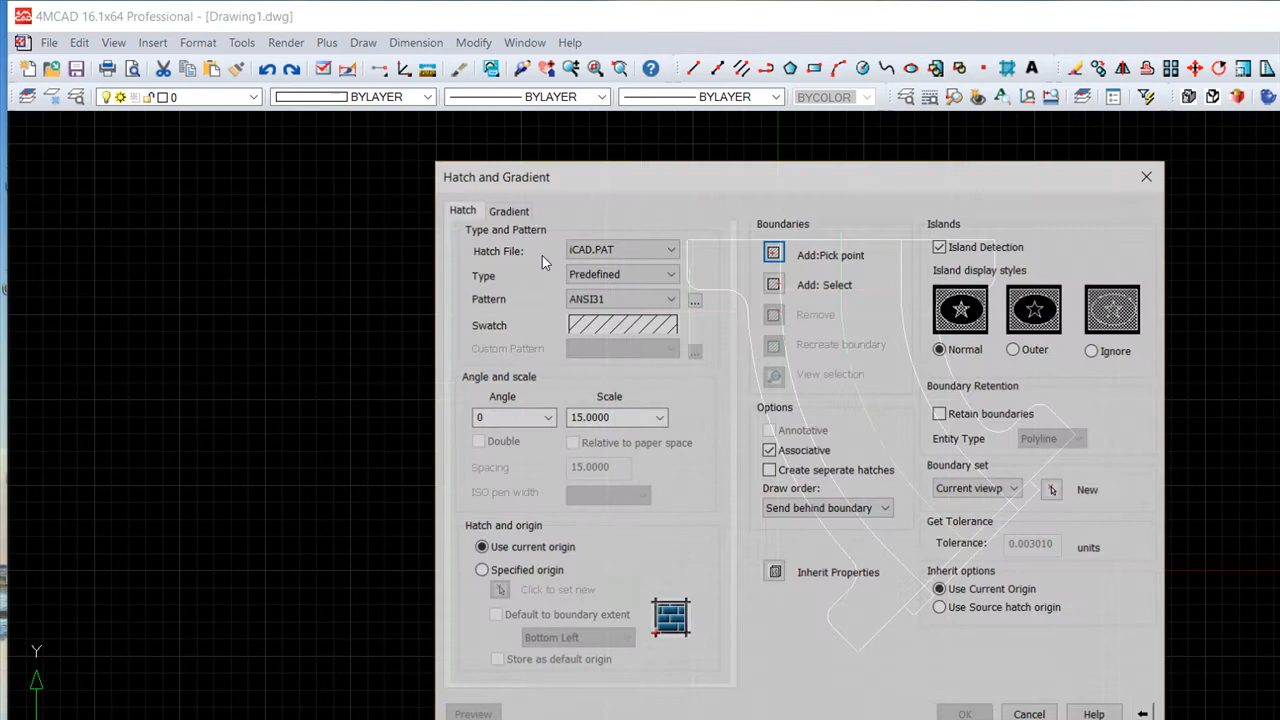 4MCAD 16.1x64 Professional - [Drawing1.dwg]
File Edit View Insert Format Tools Render Plus Draw Dimension Modify Window Help
0 BYLAYER BYLAYER BYLAYER BYCOLOR
Hatch and Gradient
Hatch Gradient
Type and Pattern
Hatch File: iCAD.PAT
Type Predefined
Pattern ANSI31 ...
Swatch
Custom Pattern ...
Angle and scale
Angle Scale
0 15.0000
Double Relative to paper space
Spacing 15.0000
ISO pen width
Hatch and origin
Use current origin
Specified origin
Click to set new
Default to boundary extent
Bottom Left
Store as default origin
Preview
Boundaries
Add:Pick point
Add: Select
Remove
Recreate boundary
View selection
Options
Annotative
Associative
Create seperate hatches
Draw order:
Send behind boundary
Inherit Properties
Islands
Island Detection
Island display styles
Normal Outer Ignore
Boundary Retention
Retain boundaries
Entity Type Polyline
Boundary set
Current viewp New
Get Tolerance
Tolerance: 0.003010 units
Inherit options
Use Current Origin
Use Source hatch origin
OK Cancel Help
Y